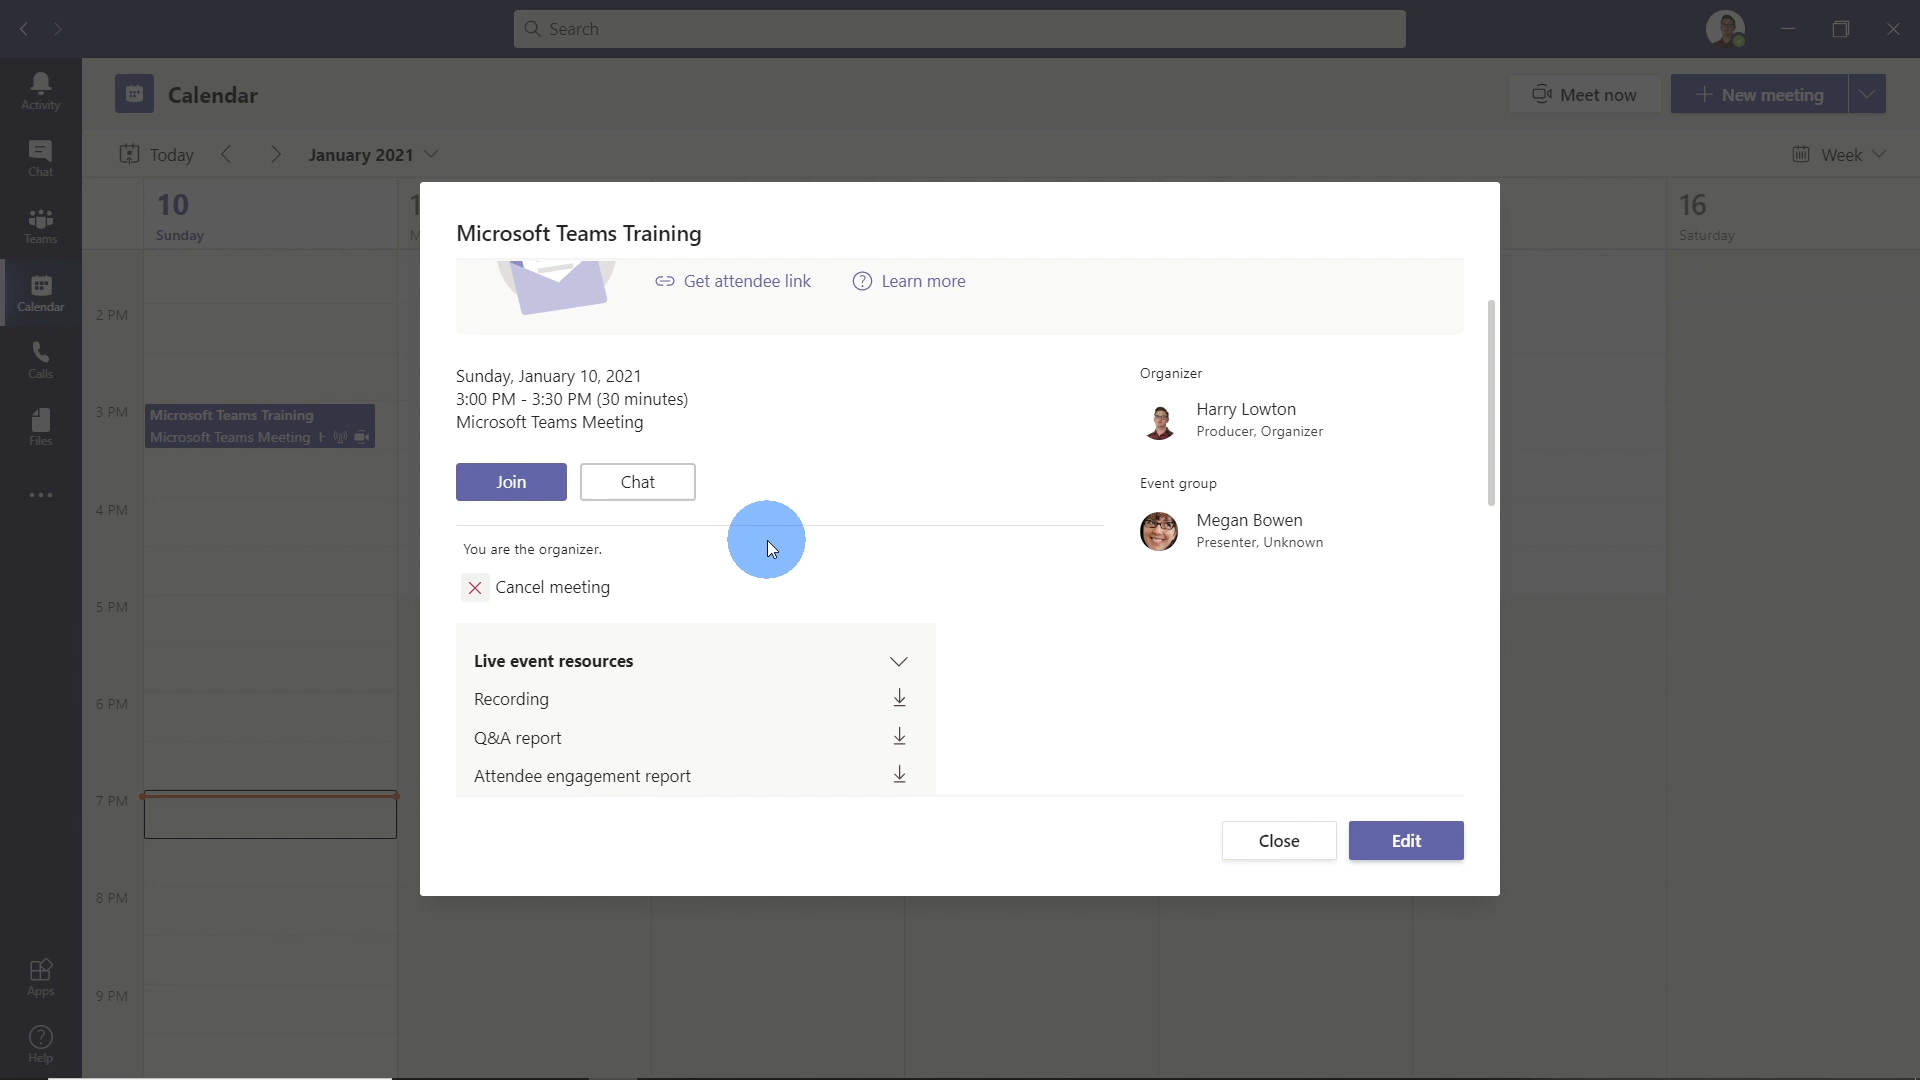 Search
Activity
Chat
Teams
Calendar
Calls
Files
Apps
Help
Calendar
Meet now
New meeting
Today
January 2021
Week
10
Sunday
16
Saturday
2 PM
3 PM
4 PM
5 PM
6 PM
7 PM
8 PM
9 PM
Microsoft Teams Training
Microsoft Teams Meeting
Microsoft Teams Training
Get attendee link
Learn more
Sunday, January 10, 2021
3:00 PM - 3:30 PM (30 minutes)
Microsoft Teams Meeting
Join
Chat
You are the organizer.
Cancel meeting
Live event resources
Recording
Q&A report
Attendee engagement report
Organizer
Harry Lowton
Producer, Organizer
Event group
Megan Bowen
Presenter, Unknown
Close
Edit